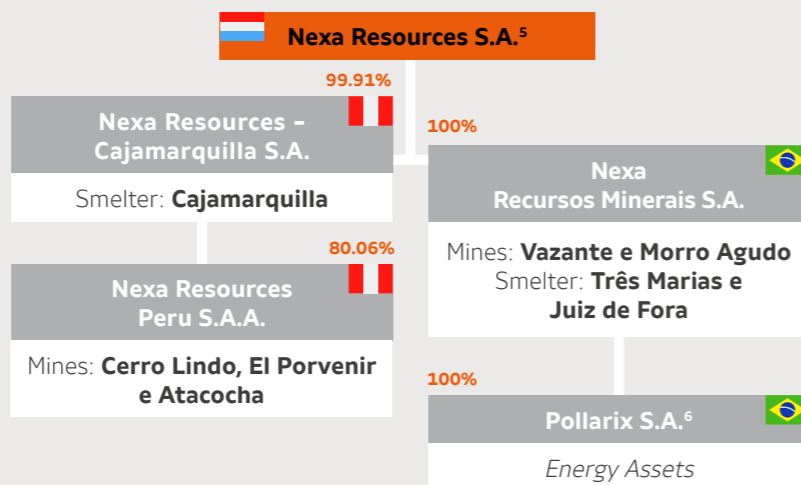 Nexa Resources S.A.⁵
99.91%
Nexa Resources –
Cajamarquilla S.A.
Smelter: Cajamarquilla
80.06%
Nexa Resources
Peru S.A.A.
Mines: Cerro Lindo, El Porvenir
e Atacocha
100%
Nexa
Recursos Minerais S.A.
Mines: Vazante e Morro Agudo
Smelter: Três Marias e
Juiz de Fora
100%
Pollarix S.A.⁶
Energy Assets